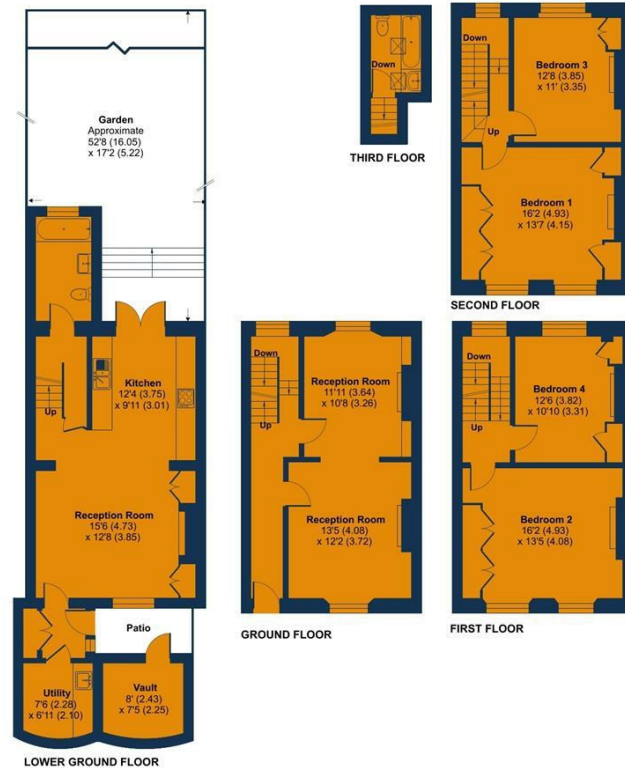 Garden
Approximate
52'8 (16.05)
x 17'2 (5.22)
Kitchen
12'4 (3.75)
x 9'11 (3.01)
Up
Reception Room
15'6 (4.73)
x 12'8 (3.85)
Patio
Utility
7'6 (2.28)
x 6'11 (2.10)
Vault
8' (2.43)
x 7'5 (2.25)
LOWER GROUND FLOOR
Down
Up
Reception Room
11'11 (3.64)
x 10'8 (3.26)
Reception Room
13'5 (4.08)
x 12'2 (3.72)
GROUND FLOOR
Down
THIRD FLOOR
Down
Up
Bedroom 3
12'8 (3.85)
x 11' (3.35)
Bedroom 1
16'2 (4.93)
x 13'7 (4.15)
SECOND FLOOR
Down
Up
Bedroom 4
12'6 (3.82)
x 10'10 (3.31)
Bedroom 2
16'2 (4.93)
x 13'5 (4.08)
FIRST FLOOR